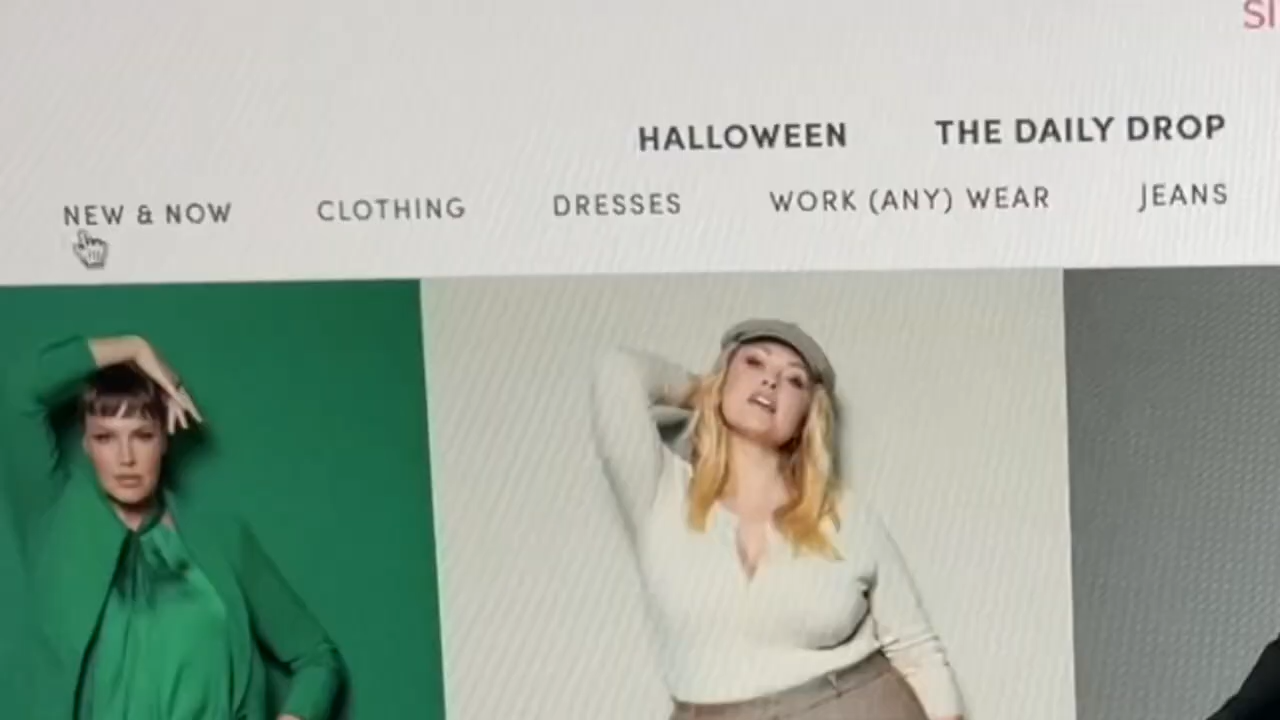 HALLOWEEN THE DAILY DROP
NEW & NOW CLOTHING DRESSES WORK (ANY) WEAR JEANS